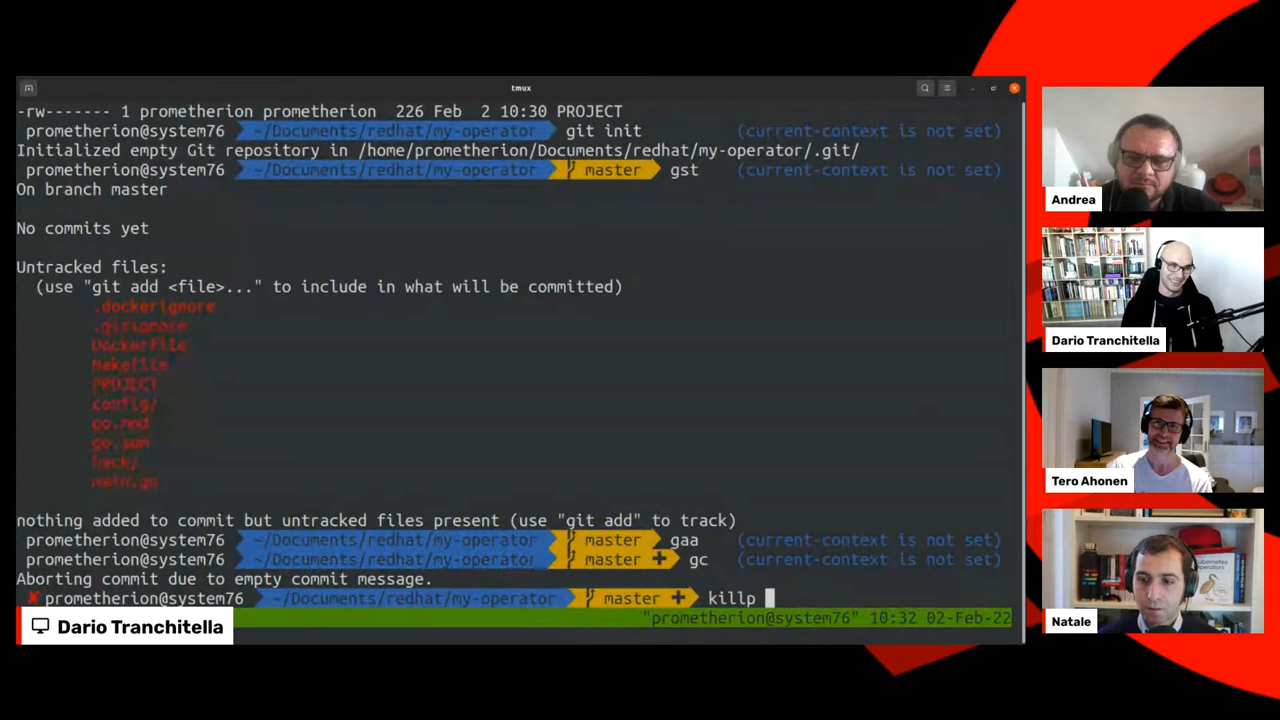 tmux
-rw------- 1 prometherion prometherion 226 Feb 2 10:30 PROJECT
prometherion@system76 ~/Documents/redhat/my-operator git init (current-context is not set)
Initialized empty Git repository in /home/prometherion/Documents/redhat/my-operator/.git/
prometherion@system76 ~/Documents/redhat/my-operator master gst (current-context is not set)
On branch master
No commits yet
Untracked files:
(use "git add <file>..." to include in what will be committed)
.dockerignore
.gitignore
Dockerfile
Makefile
PROJECT
config/
go.mod
go.sum
hack/
main.go
nothing added to commit but untracked files present (use "git add" to track)
prometherion@system76 ~/Documents/redhat/my-operator master gaa (current-context is not set)
prometherion@system76 ~/Documents/redhat/my-operator master + gc (current-context is not set)
Aborting commit due to empty commit message.
✘ prometherion@system76 ~/Documents/redhat/my-operator master + killp
"prometherion@system76" 10:32 02-Feb-22
Dario Tranchitella
Andrea
Dario Tranchitella
Tero Ahonen
Kubernetes
Operators
Natale